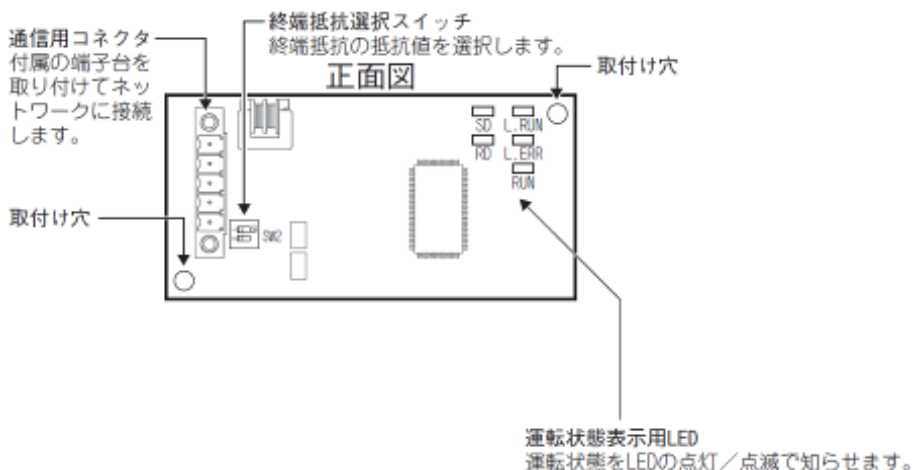 終端抵抗選択スイッチ
終端抵抗の抵抗値を選択します。
通信用コネクタ
付属の端子台を
取り付けてネッ
トワークに接続
します。
正面図
取付け穴
SD L.RUN
RD L.ERR
RUN
取付け穴
SW2
運転状態表示用LED
運転状態をLEDの点灯／点滅で知らせます。